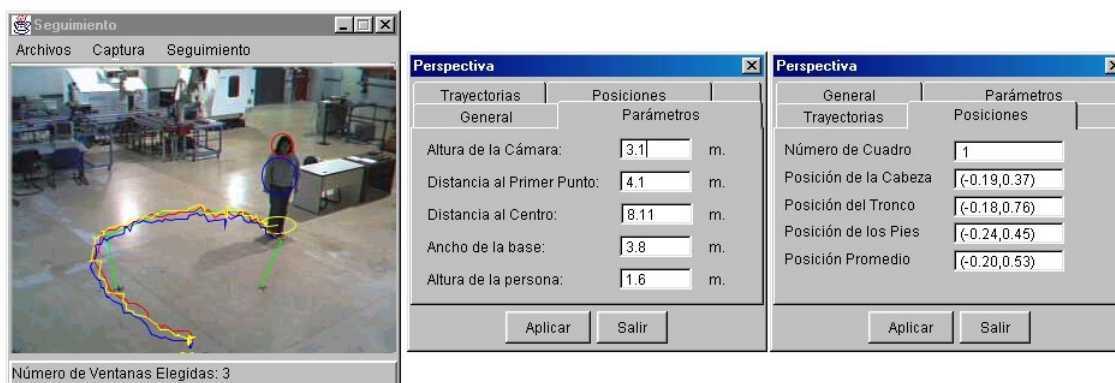 Seguimiento
Archivos Captura Seguimiento
Número de Ventanas Elegidas: 3
Perspectiva
Trayectorias Posiciones
General Parámetros
Altura de la Cámara: 3.1 m.
Distancia al Primer Punto: 4.1 m.
Distancia al Centro: 8.11 m.
Ancho de la base: 3.8 m.
Altura de la persona: 1.6 m.
Aplicar Salir
Perspectiva
General Parámetros
Trayectorias Posiciones
Número de Cuadro 1
Posición de la Cabeza (-0.19,0.37)
Posición del Tronco (-0.18,0.76)
Posición de los Pies (-0.24,0.45)
Posición Promedio (-0.20,0.53)
Aplicar Salir